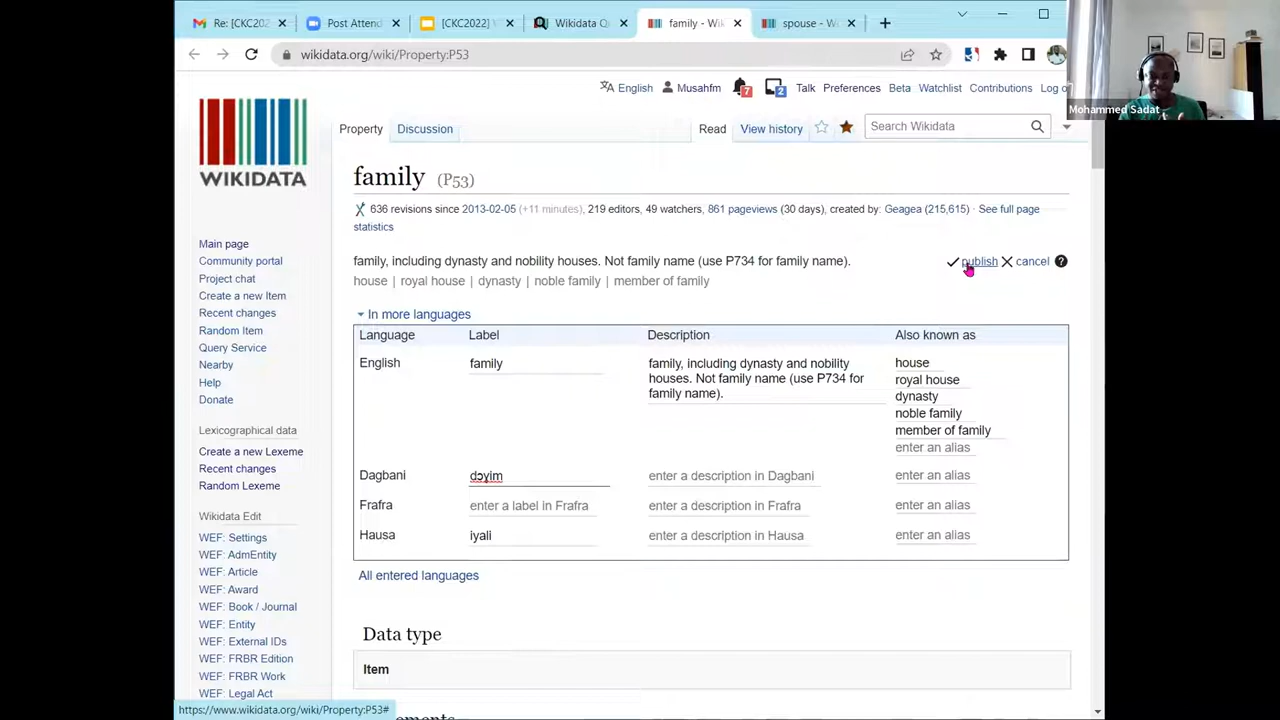 Re: [CKC202
Post Attend
[CKC2022] 
Wikidata Q
family - Wi
spouse - W
wikidata.org/wiki/Property:P53
Mohammed Sadat
English
Musahfm
7
2
Talk
Preferences
Beta
Watchlist
Contributions
Log o
Property
Discussion
Read
View history
Search Wikidata
WIKIDATA
family (P53)
636 revisions since 2013-02-05 (+11 minutes), 219 editors, 49 watchers, 861 pageviews (30 days), created by: Geagea (215,615) · See full page
statistics
family, including dynasty and nobility houses. Not family name (use P734 for family name).
publish
cancel
house | royal house | dynasty | noble family | member of family
In more languages
Language Label Description Also known as
English family family, including dynasty and nobility
houses. Not family name (use P734 for
family name).
house
royal house
dynasty
noble family
member of family
enter an alias
Dagbani dɔɣim enter a description in Dagbani enter an alias
Frafra enter a label in Frafra enter a description in Frafra enter an alias
Hausa iyali enter a description in Hausa enter an alias
All entered languages
Data type
Item
Main page
Community portal
Project chat
Create a new Item
Recent changes
Random Item
Query Service
Nearby
Help
Donate
Lexicographical data
Create a new Lexeme
Recent changes
Random Lexeme
Wikidata Edit
WEF: Settings
WEF: AdmEntity
WEF: Article
WEF: Award
WEF: Book / Journal
WEF: Entity
WEF: External IDs
WEF: FRBR Edition
WEF: FRBR Work
WEF: Legal Act
https://www.wikidata.org/wiki/Property:P53#